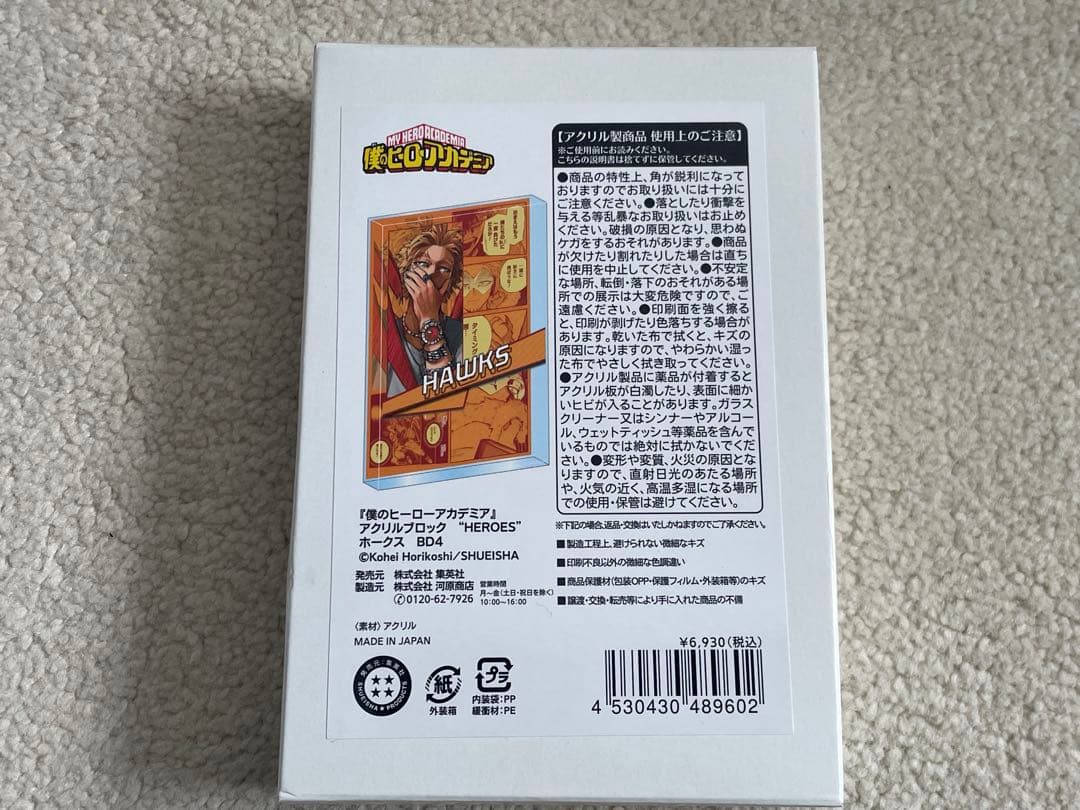 MY HERO ACADEMIA
僕のヒーローアカデミア
HAWKS
タイミング
『僕のヒーローアカデミア』
アクリルブロック “HEROES”
ホークス BD4
©Kohei Horikoshi/SHUEISHA
発売元 株式会社 集英社
製造元 株式会社 河原商店
✆0120-62-7926
営業時間
月~金(土日・祝日を除く)
10:00~16:00
〈素材〉アクリル
MADE IN JAPAN
発売元:集英社
SHUEISHA PRODUCT
紙
外装箱
プラ
内装袋:PP
緩衝材:PE
【アクリル製商品 使用上のご注意】
※ご使用前にお読みください。
こちらの説明書は捨てずに保管してください。
●商品の特性上、角が鋭利になって
おりますのでお取り扱いには十分に
ご注意ください。●落としたり衝撃を
与える等乱暴なお取り扱いはお止め
ください。破損の原因となり、思わぬ
ケガをするおそれがあります。●商品
が欠けたり割れたりした場合は直ち
に使用を中止してください。●不安定
な場所、転倒・落下のおそれがある場
所での展示は大変危険ですので、ご
遠慮ください。●印刷面を強く擦る
と、印刷が剥げたり色落ちする場合が
あります。乾いた布で拭くと、キズの
原因になりますので、やわらかい湿っ
た布でやさしく拭き取ってください。
●アクリル製品に薬品が付着すると
アクリル板が白濁したり、表面に細か
いヒビが入ることがあります。ガラス
クリーナー又はシンナーやアルコー
ル、ウェットティッシュ等薬品を含んで
いるものでは絶対に拭かないでくだ
さい。●変形や変質、火災の原因とな
りますので、直射日光のあたる場所
や、火気の近く、高温多湿になる場所
での使用・保管は避けてください。
※下記の場合、返品・交換はいたしかねますのでご了承ください。
■製造工程上、避けられない微細なキズ
■印刷不良以外の微細な色調違い
■商品保護材(包装OPP・保護フィルム・外装箱等)のキズ
■譲渡・交換・転売等により手に入れた商品の不備
¥6,930(税込)
4 530430 489602